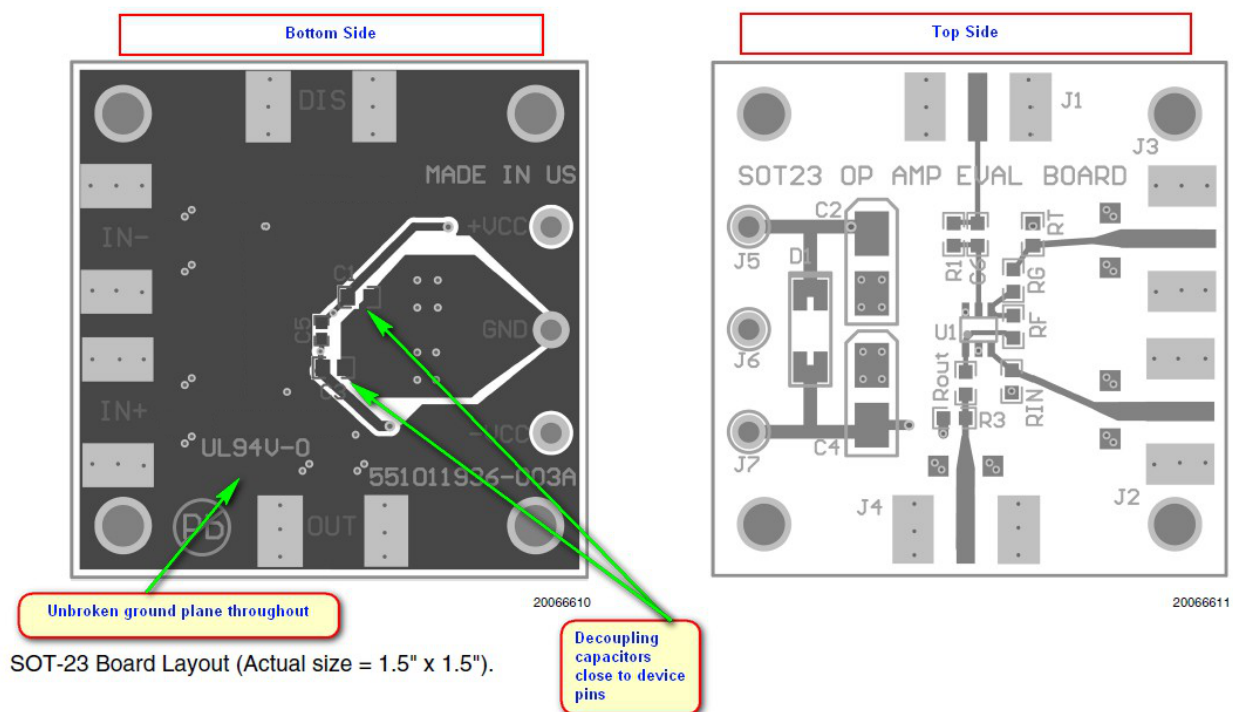 Bottom Side
DIS
MADE IN US
IN-
+VCC
C1
C5
GND
C3
IN+
-VCC
UL94V-0
551011936-003A
PB
OUT
20066610
Unbroken ground plane throughout
Decoupling
capacitors
close to device
pins
SOT-23 Board Layout (Actual size = 1.5" x 1.5").
Top Side
J1
J3
SOT23 OP AMP EVAL BOARD
C2
J5
D1
R1
C6
RT
RG
RF
U1
J6
Rout
RIN
R3
J7
C4
J4
J2
20066611